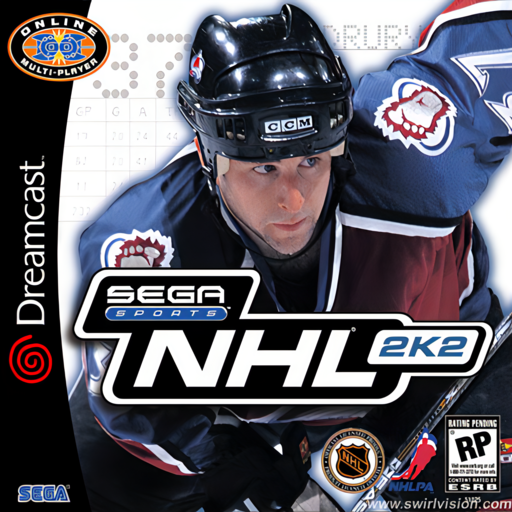 ONLINE
MULTI-PLAYER
37
DRURY
GP G A
CCM
Dreamcast
SEGA
SPORTS
NHL 2K2
NHL
NHLPA
RATING PENDING
RP
CONTENT RATED BY
ESRB
SEGA
www.swirlvision.com